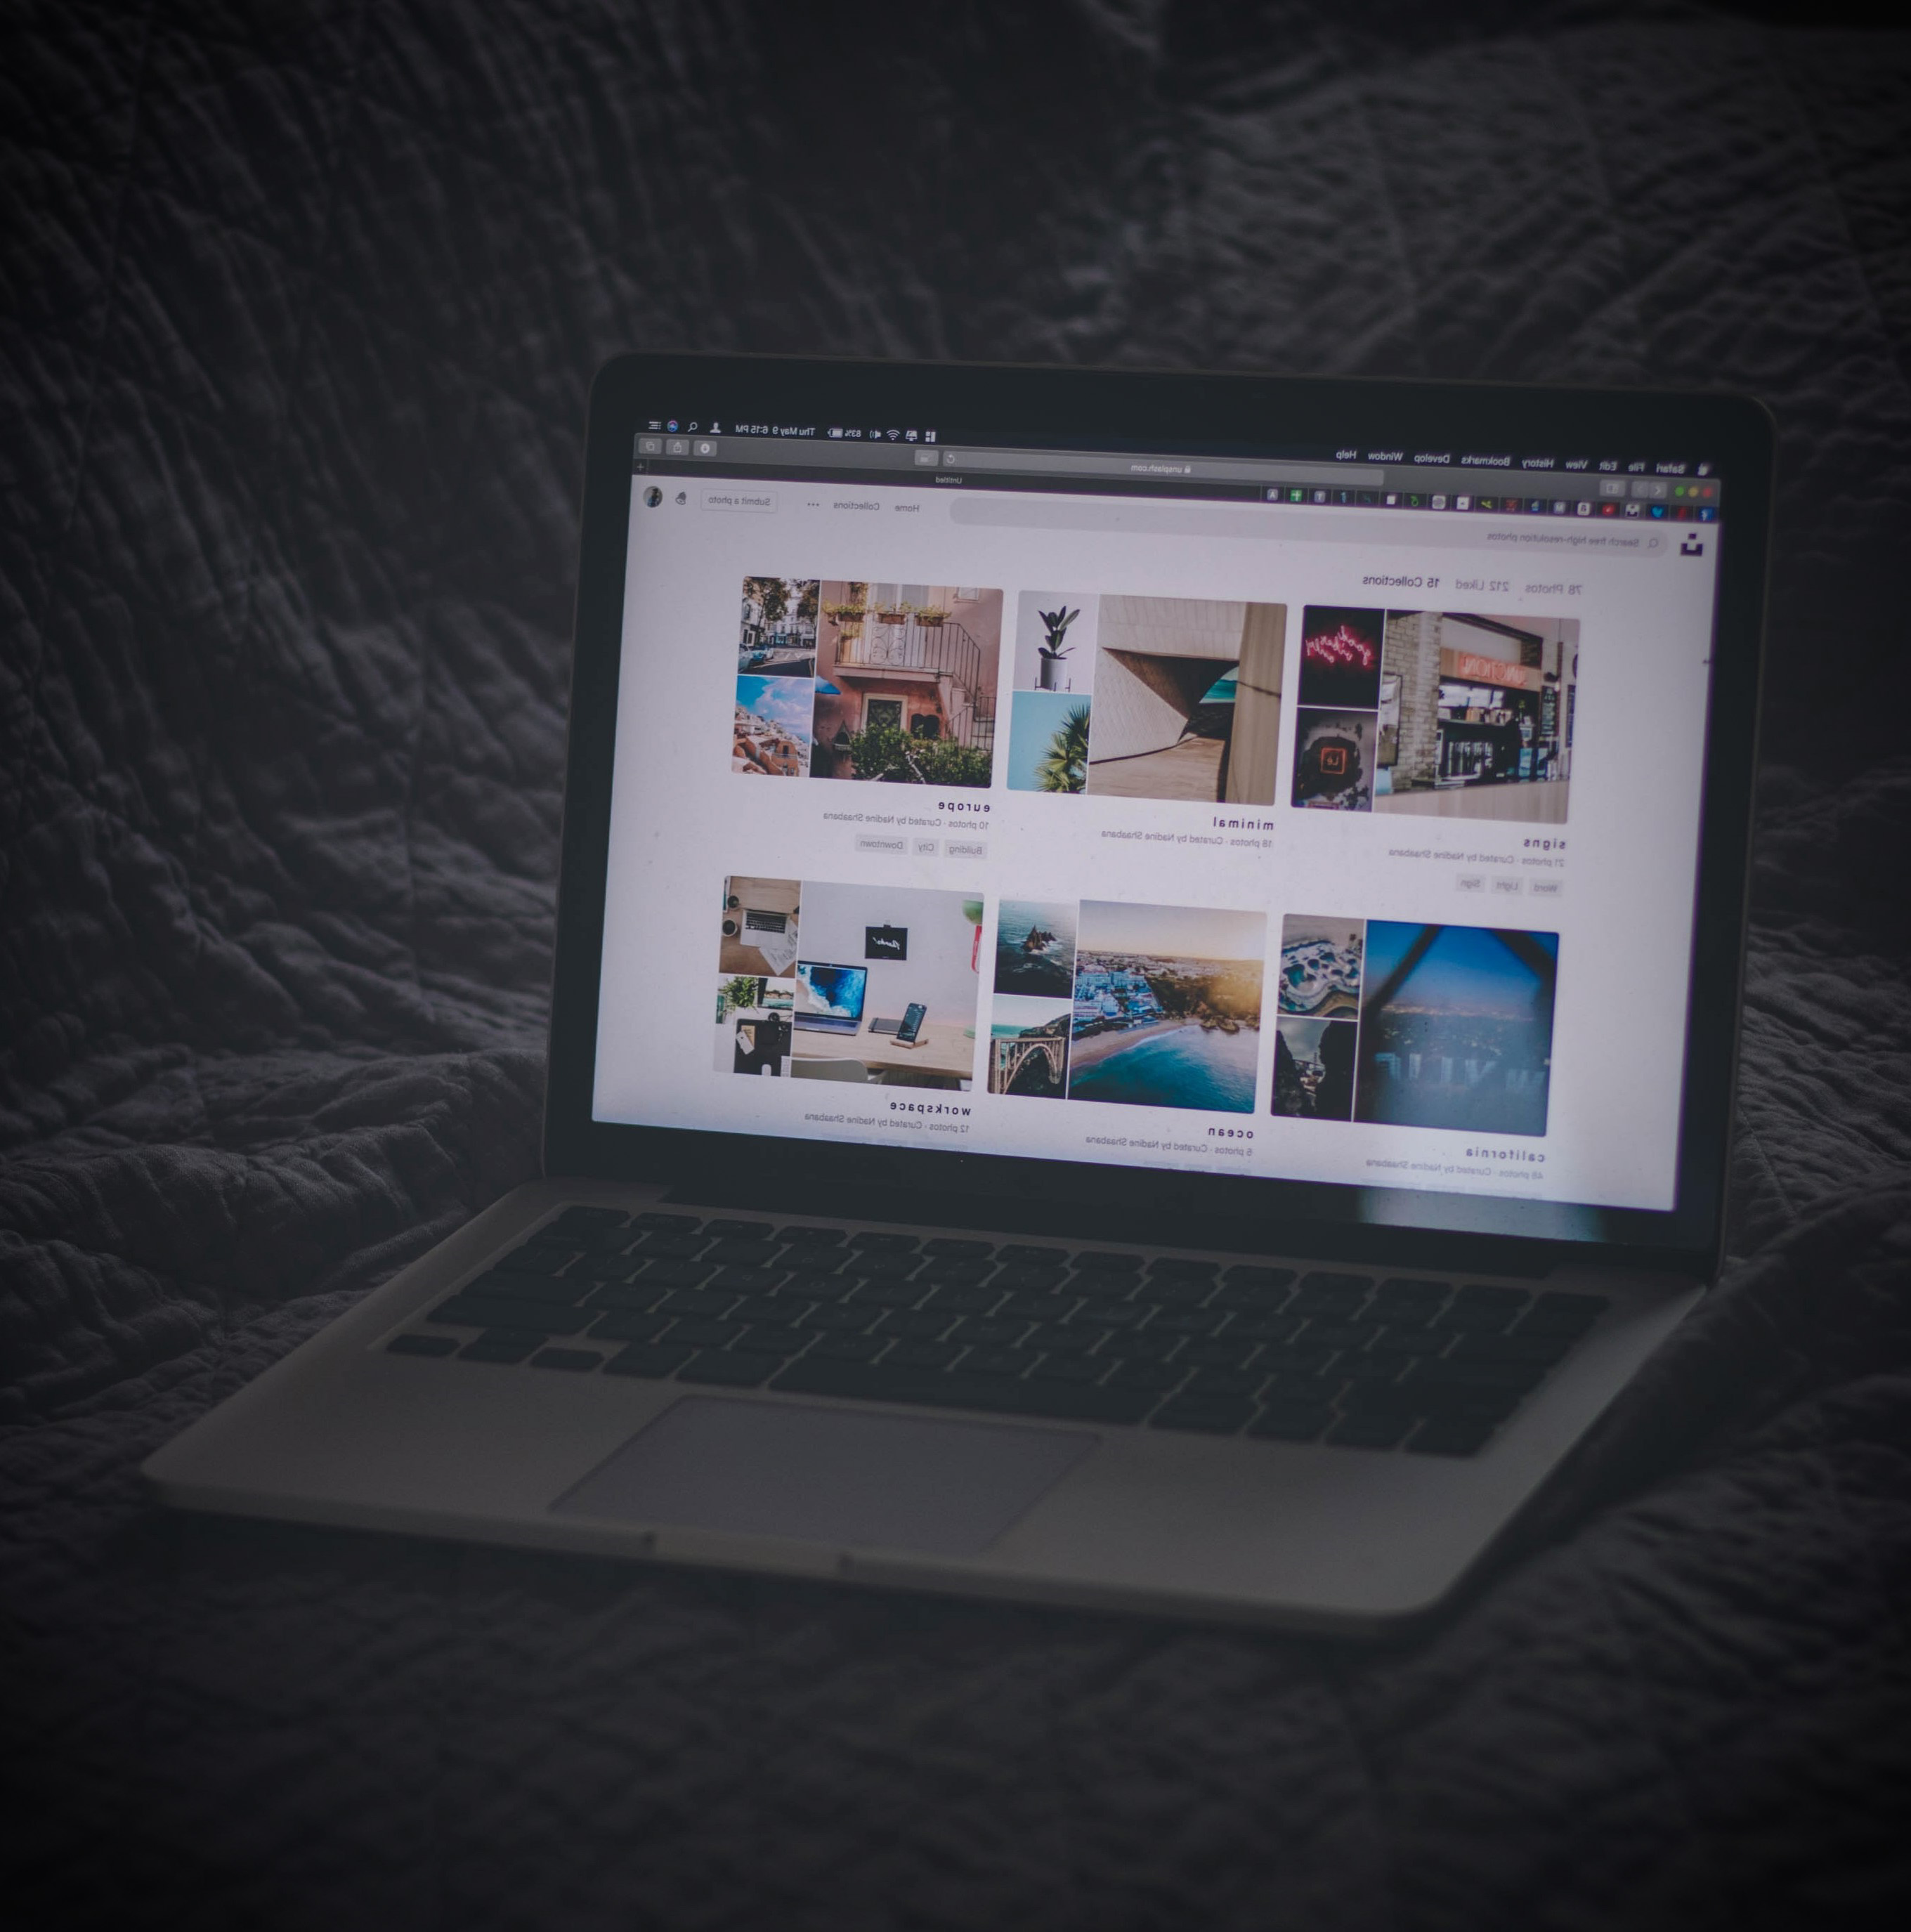 Safari File Edit View History Bookmarks Develop Window Help 83% Thu May 9 6:15 PM
unsplash.com
Untitled
Search free high-resolution photos Home Collections ... Submit a photo
78 Photos 212 Liked 15 Collections
good vibes only
signs
21 photos · Curated by Nadine Shaabana
Word Light Sign
minimal
18 photos · Curated by Nadine Shaabana
europe
10 photos · Curated by Nadine Shaabana
Building City Downtown
california
48 photos · Curated by Nadine Shaabana
ocean
6 photos · Curated by Nadine Shaabana
workspace
12 photos · Curated by Nadine Shaabana